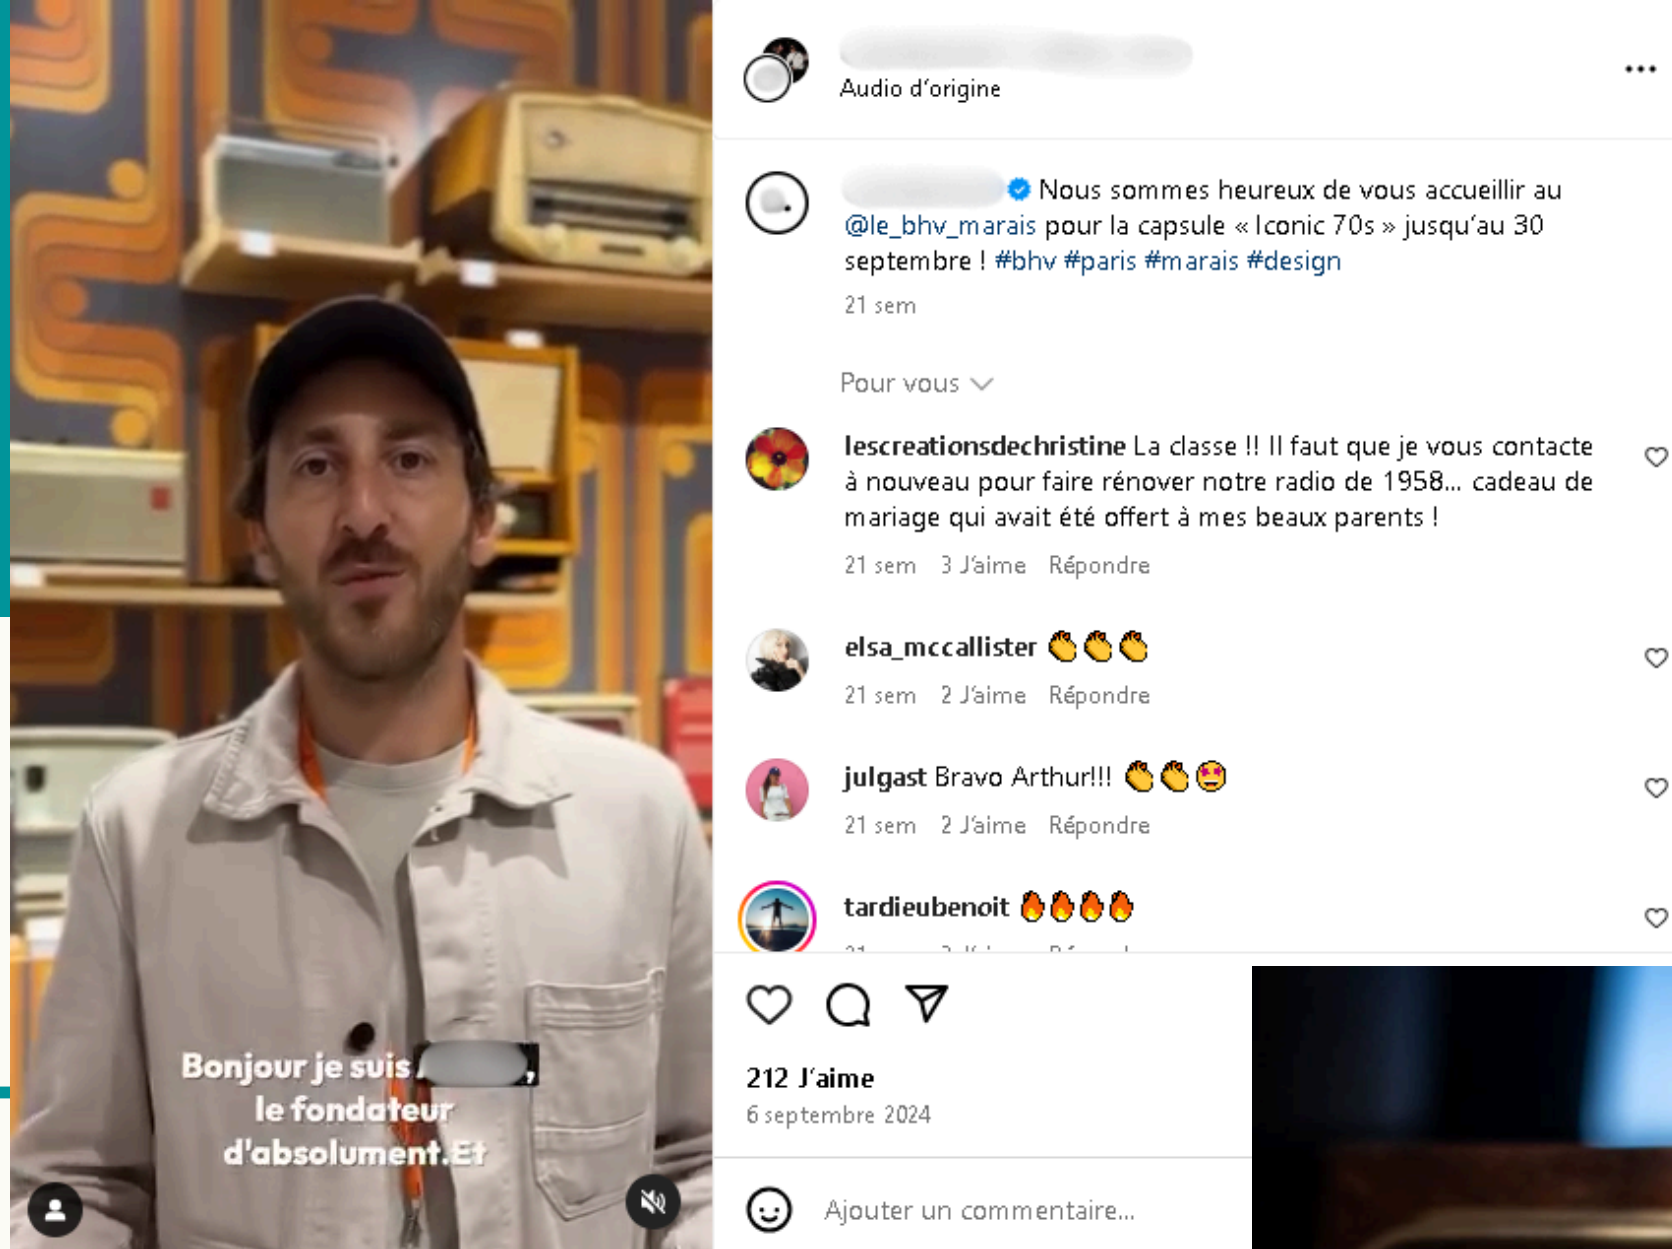 Audio d'origine
Nous sommes heureux de vous accueillir au
@le_bhv_marais pour la capsule « Iconic 70s » jusqu'au 30
septembre ! #bhv #paris #marais #design
21 sem
Pour vous
lescreationsdechristine La classe !! Il faut que je vous contacte
à nouveau pour faire rénover notre radio de 1958... cadeau de
mariage qui avait été offert à mes beaux parents !
21 sem 3 J'aime Répondre
elsa_mccallister 👏👏👏
21 sem 2 J'aime Répondre
julgast Bravo Arthur!!! 👏👏🤩
21 sem 2 J'aime Répondre
tardieubenoit 🔥🔥🔥🔥
212 J'aime
6 septembre 2024
Ajouter un commentaire...
Bonjour je suis
le fondateur
d'absolument.Et